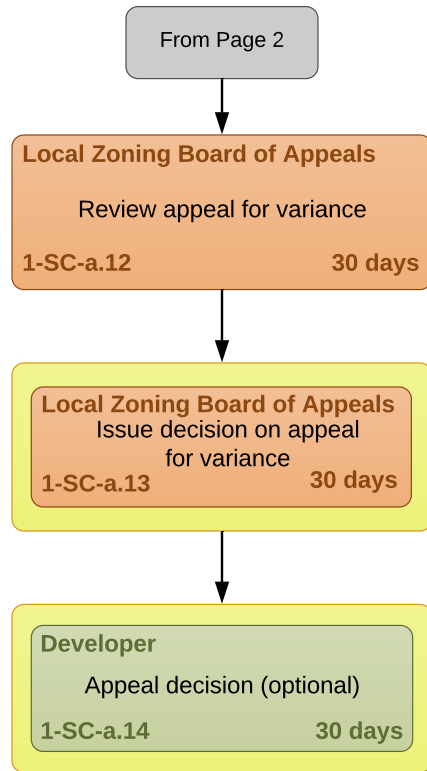 From Page 2
Local Zoning Board of Appeals
Review appeal for variance
1-SC-a.12 30 days
Local Zoning Board of Appeals
Issue decision on appeal
for variance
1-SC-a.13 30 days
Developer
Appeal decision (optional)
1-SC-a.14 30 days